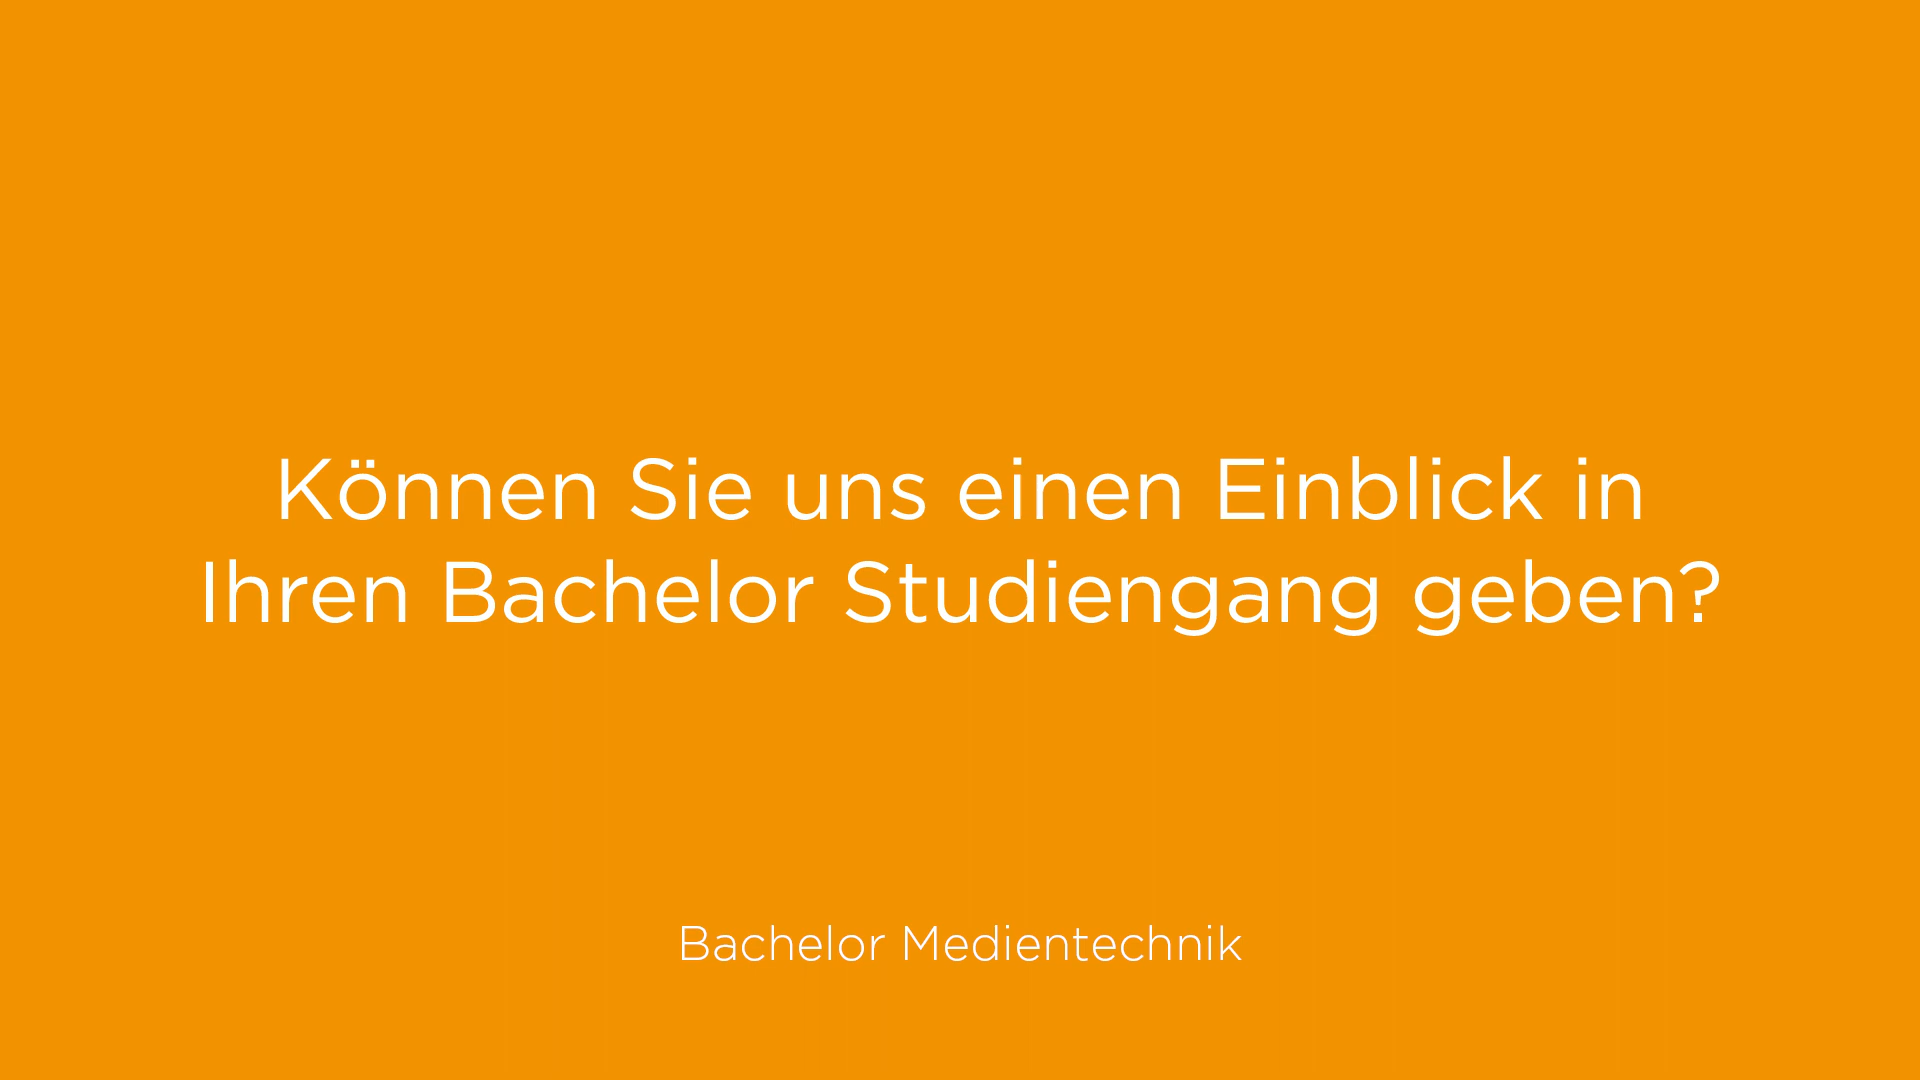 Können Sie uns einen Einblick in
Ihren Bachelor Studiengang geben?
Bachelor Medientechnik